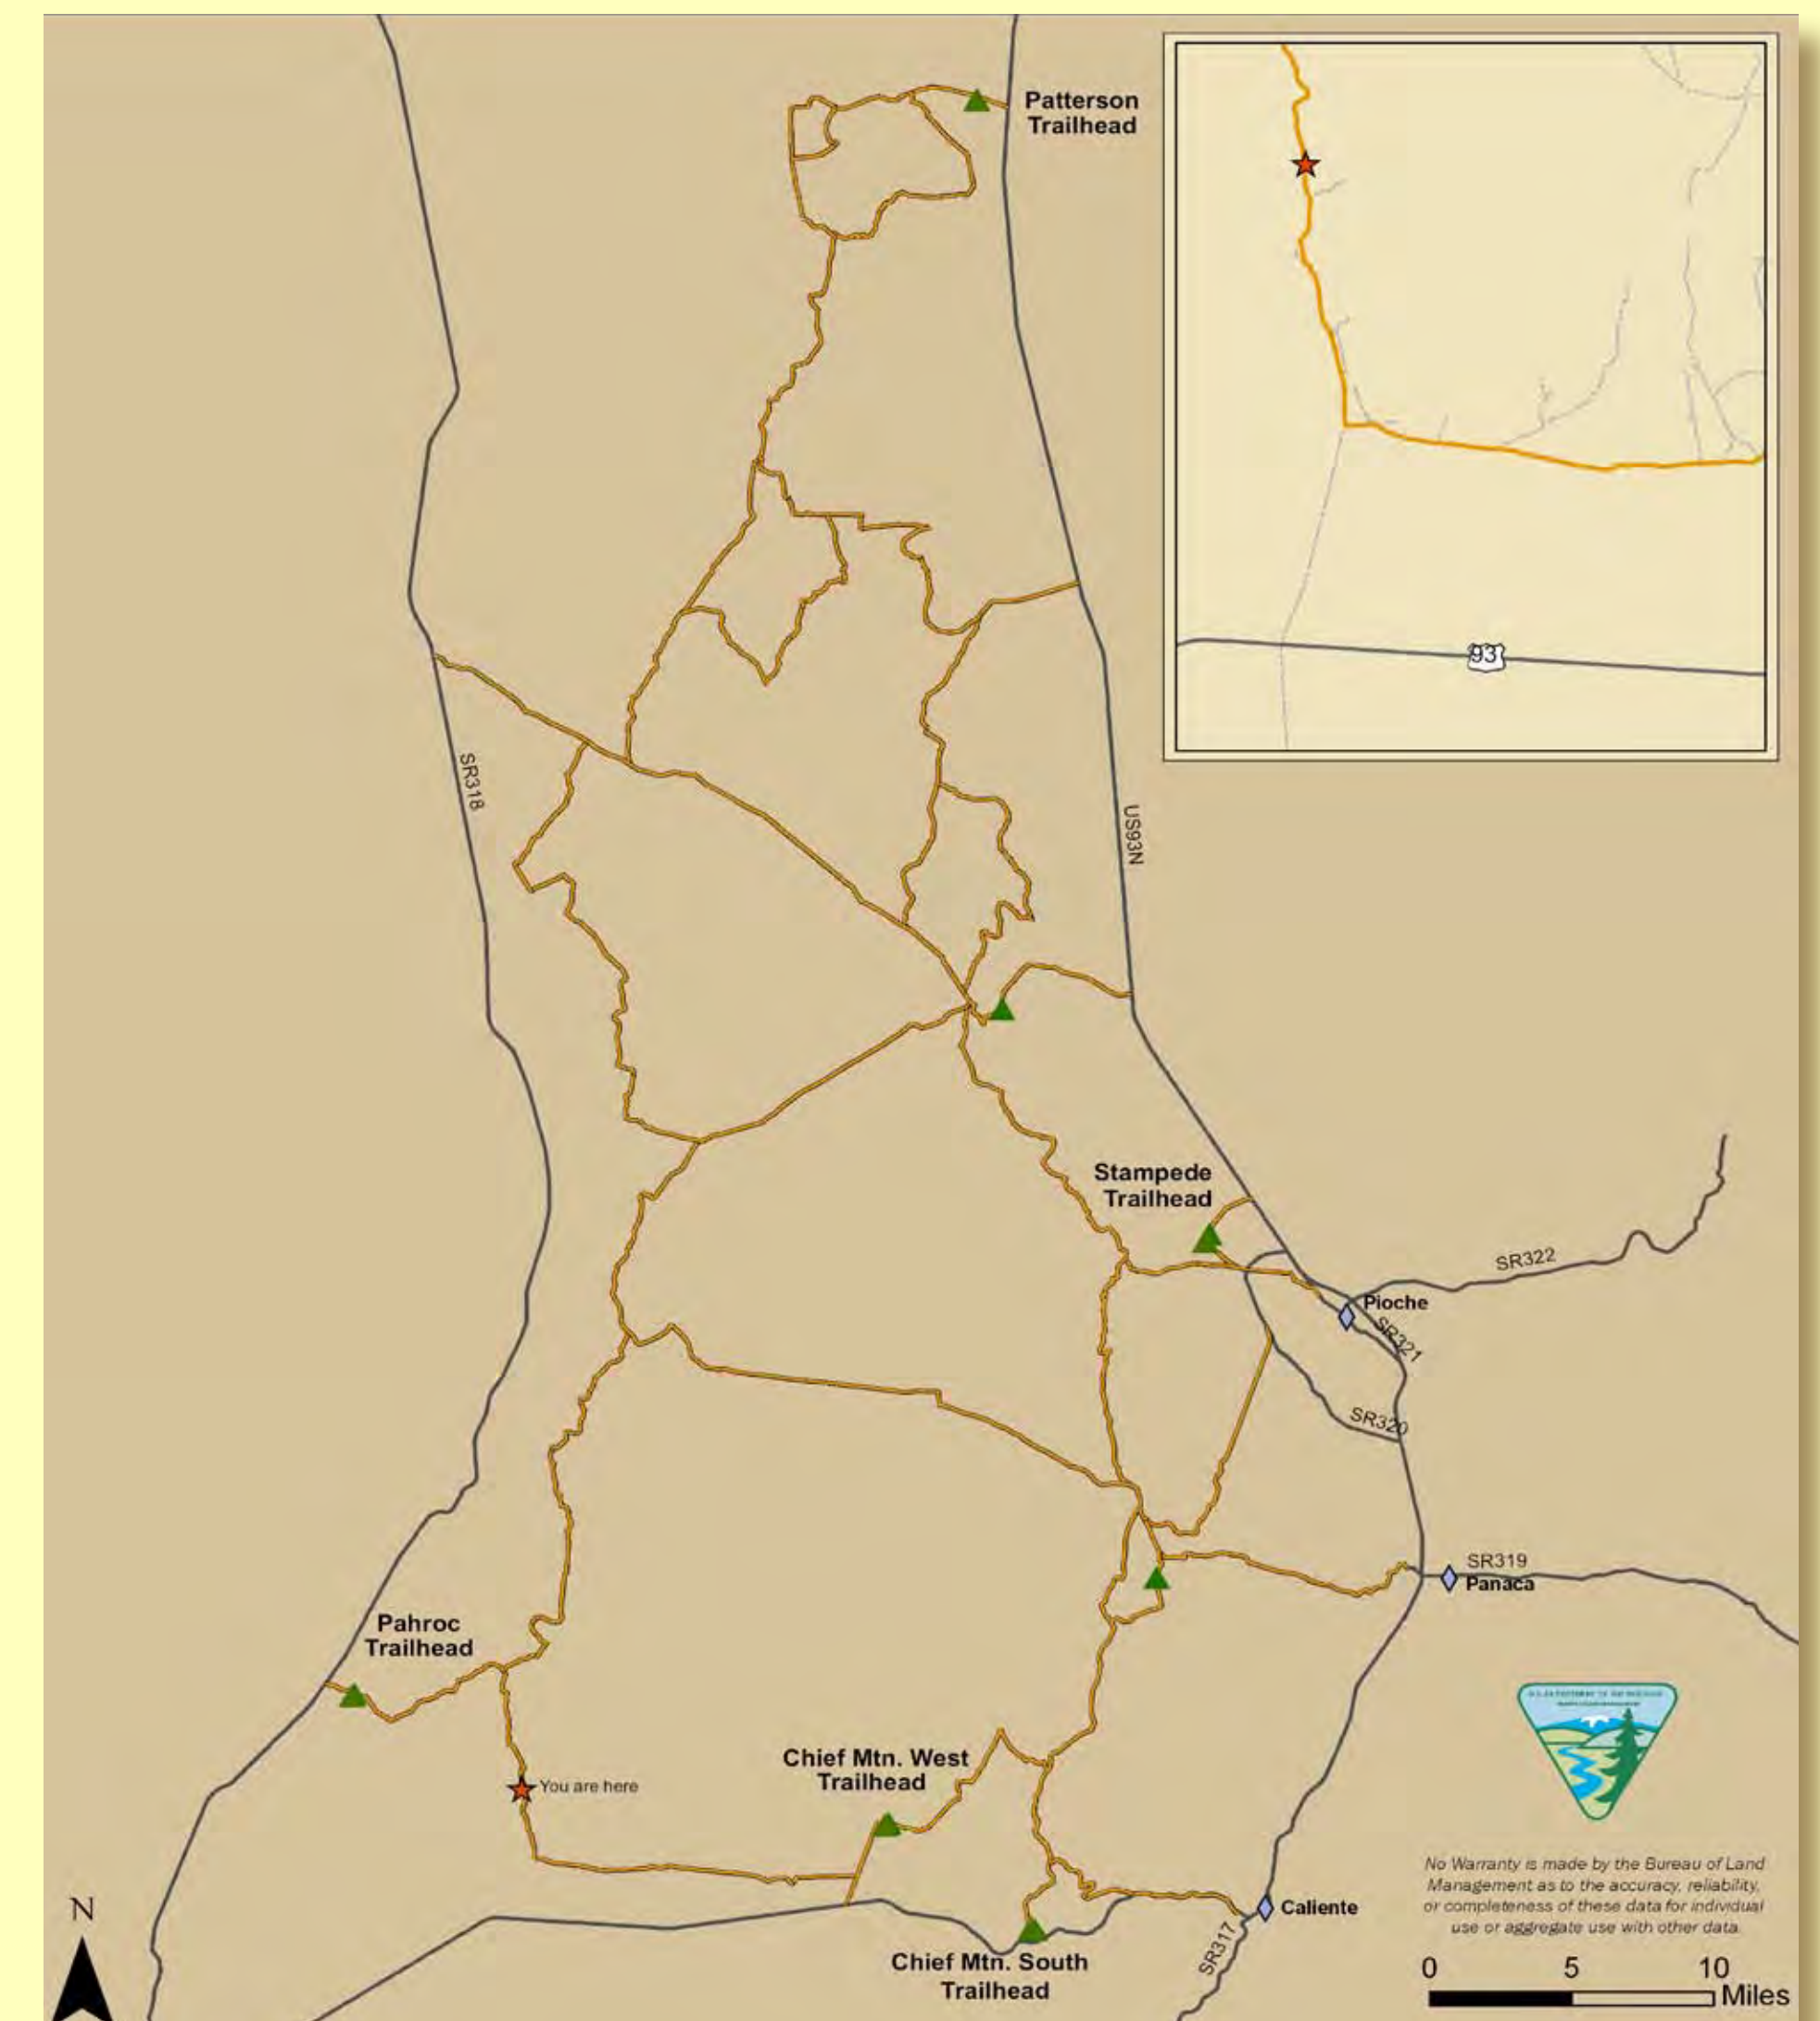 Patterson
Trailhead
93
SR318
US93N
Stampede
Trailhead
SR322
Pioche
SR321
SR320
SR319
Panaca
Pahroc
Trailhead
You are here
Chief Mtn. West
Trailhead
Caliente
SR317
Chief Mtn. South
Trailhead
No Warranty is made by the Bureau of Land
Management as to the accuracy, reliability,
or completeness of these data for individual
use or aggregate use with other data.
N
0 5 10
Miles